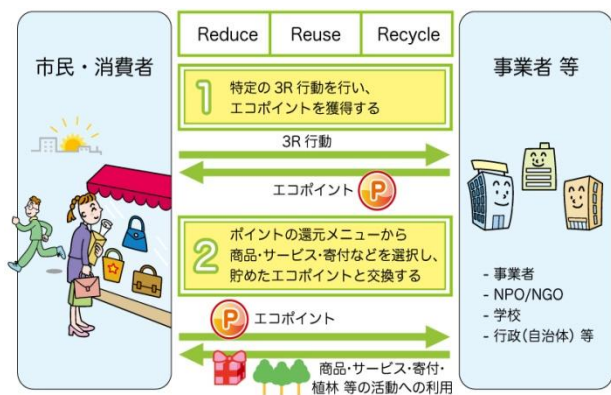 Reduce
Reuse
Recycle
市民・消費者
事業者 等
1
特定の 3R 行動を行い、
エコポイントを獲得する
3R 行動
エコポイント
P
2
ポイントの還元メニューから
商品・サービス・寄付などを選択し、
貯めたエコポイントと交換する
P
エコポイント
商品・サービス・寄付・
植林 等の活動への利用
- 事業者
- NPO/NGO
- 学校
- 行政(自治体) 等